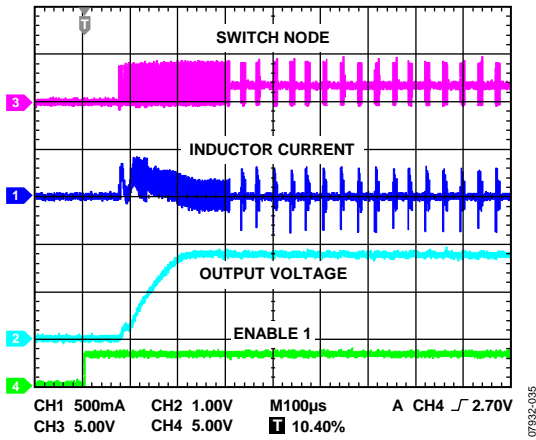 T
SWITCH NODE
3
INDUCTOR CURRENT
1
OUTPUT VOLTAGE
2
ENABLE 1
4
CH1 500mA CH2 1.00V M100µs A CH4 2.70V
CH3 5.00V CH4 5.00V T 10.40%
07932-035